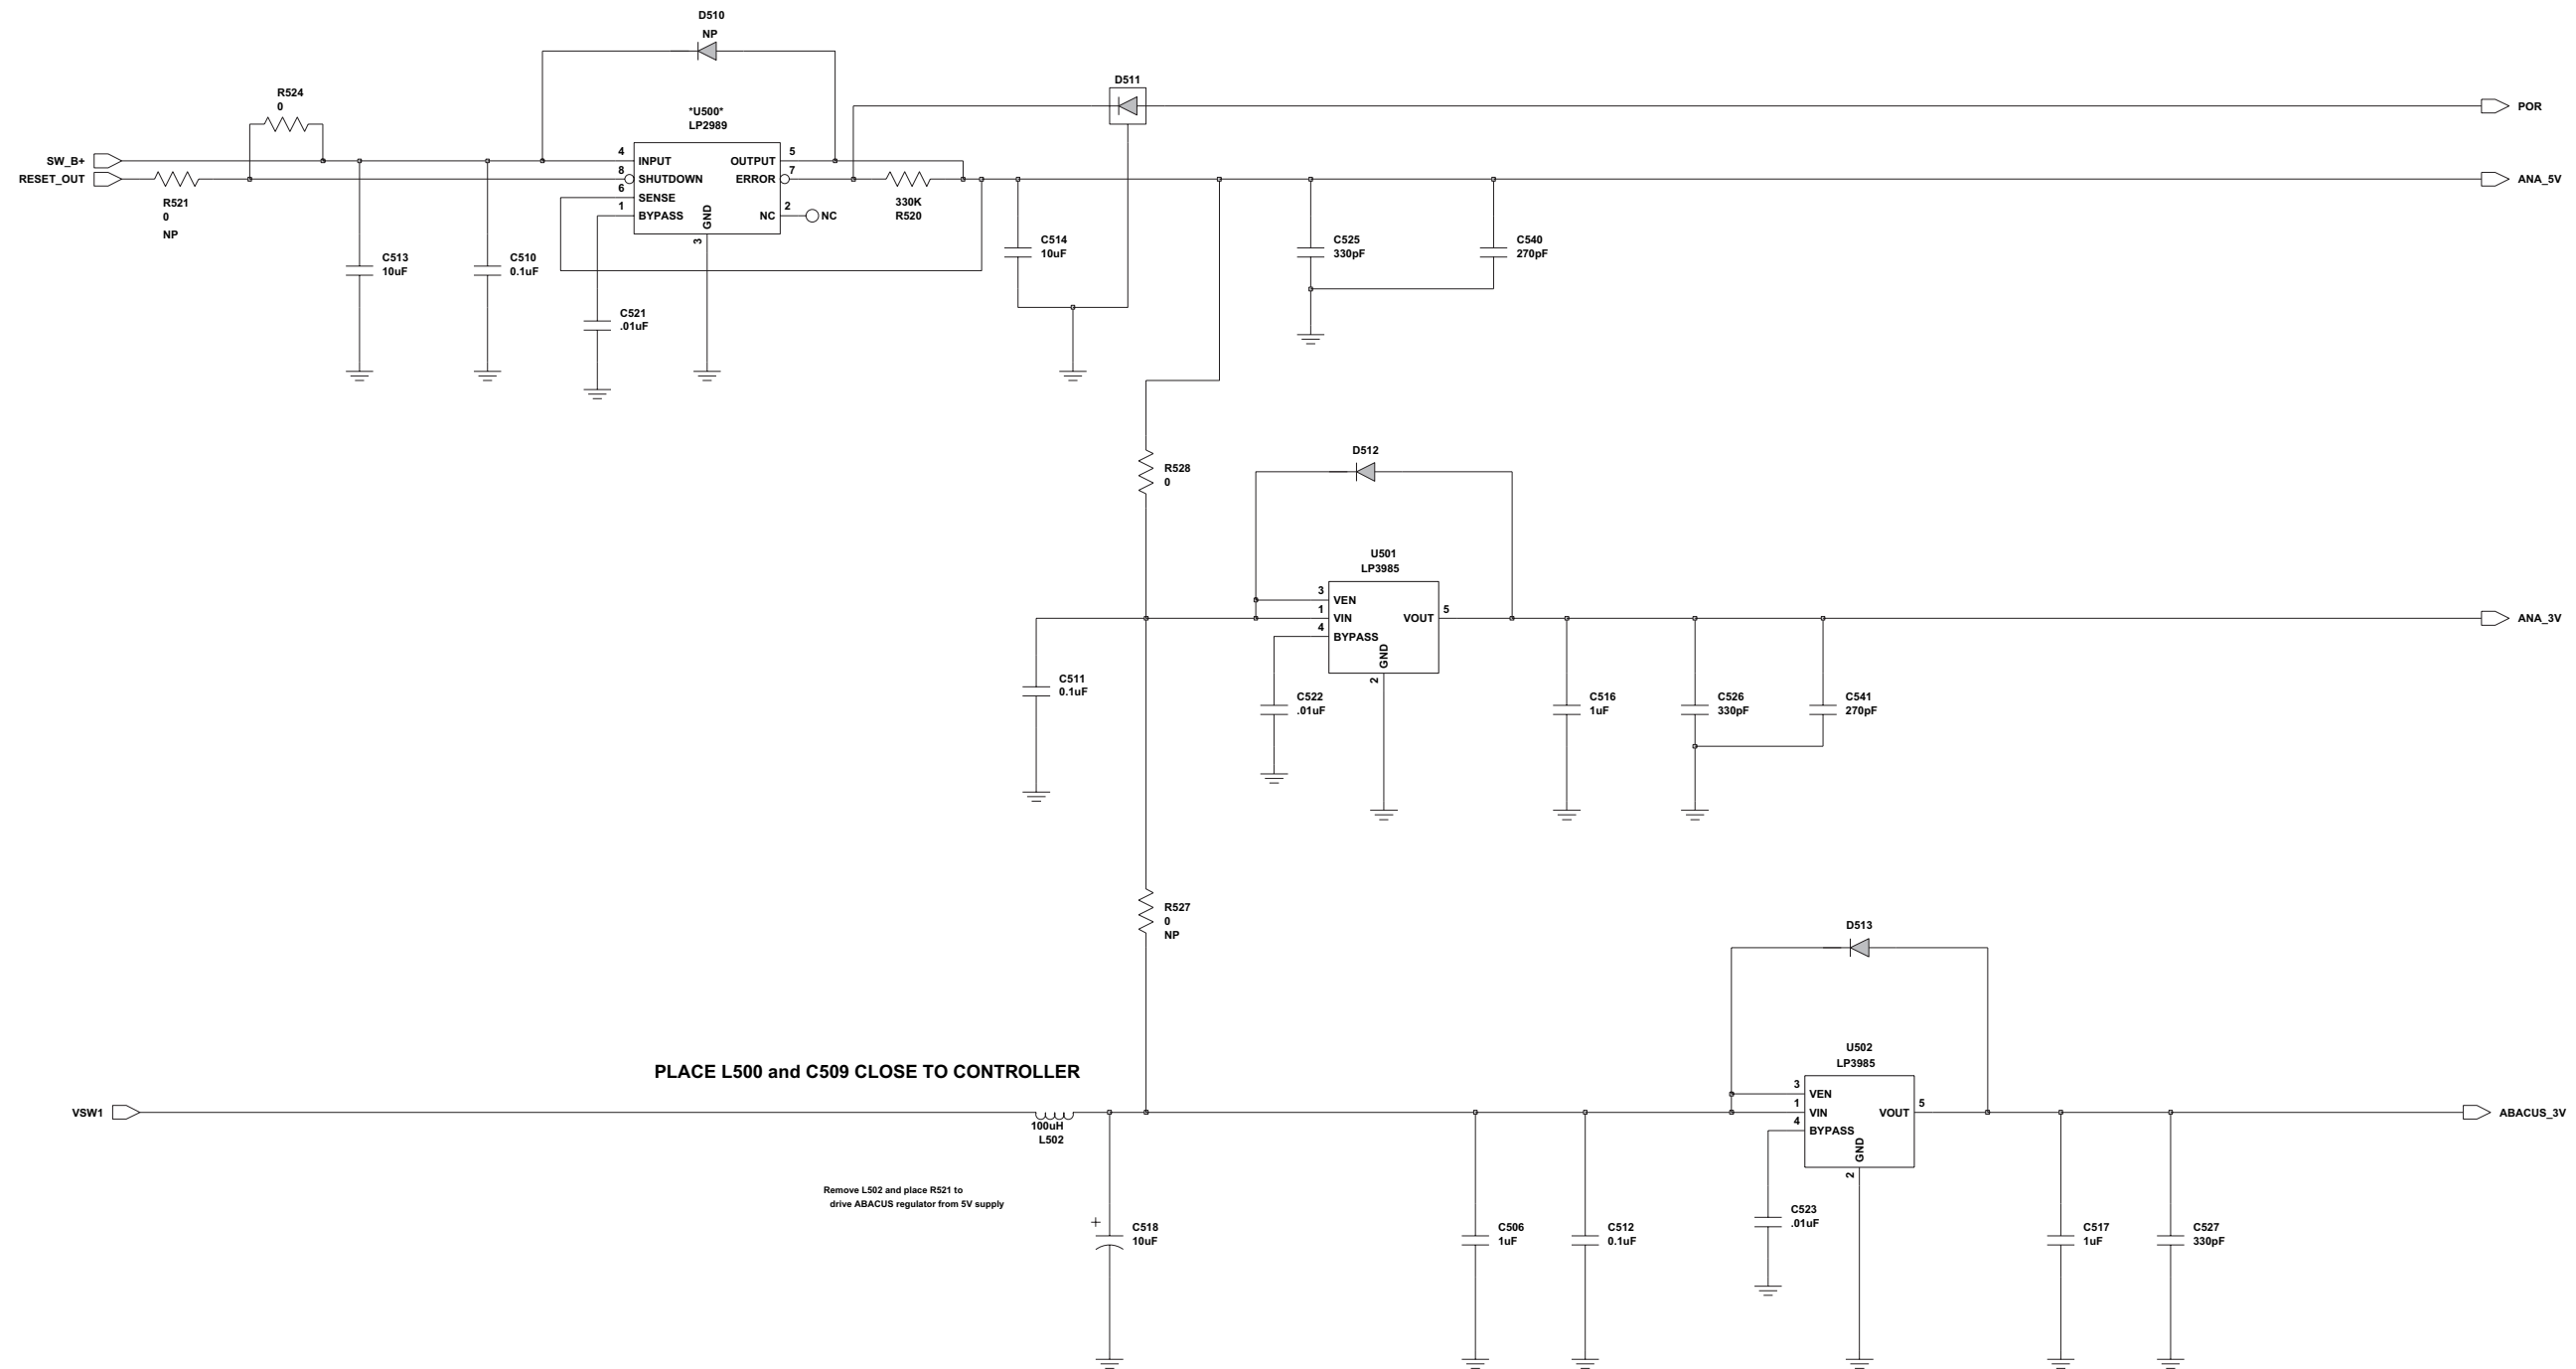 D510
NP
D511
R524
0
*U500*
LP2989
POR
SW_B+
4
INPUT
OUTPUT
5
RESET_OUT
8
SHUTDOWN
ERROR
7
ANA_5V
6
SENSE
R521
0
NP
330K
R520
1
BYPASS
GND
NC
2
NC
3
C513
10uF
C510
0.1uF
C514
10uF
C525
330pF
C540
270pF
C521
.01uF
D512
R528
0
U501
LP3985
3
VEN
1
VIN
VOUT
5
ANA_3V
4
BYPASS
GND
2
C511
0.1uF
C522
.01uF
C516
1uF
C526
330pF
C541
270pF
R527
0
NP
D513
U502
LP3985
PLACE L500 and C509 CLOSE TO CONTROLLER
3
VEN
VSW1
1
VIN
VOUT
5
ABACUS_3V
100uH
L502
4
BYPASS
GND
2
Remove L502 and place R521 to
drive ABACUS regulator from 5V supply
C523
.01uF
+
C518
10uF
C506
1uF
C512
0.1uF
C517
1uF
C527
330pF